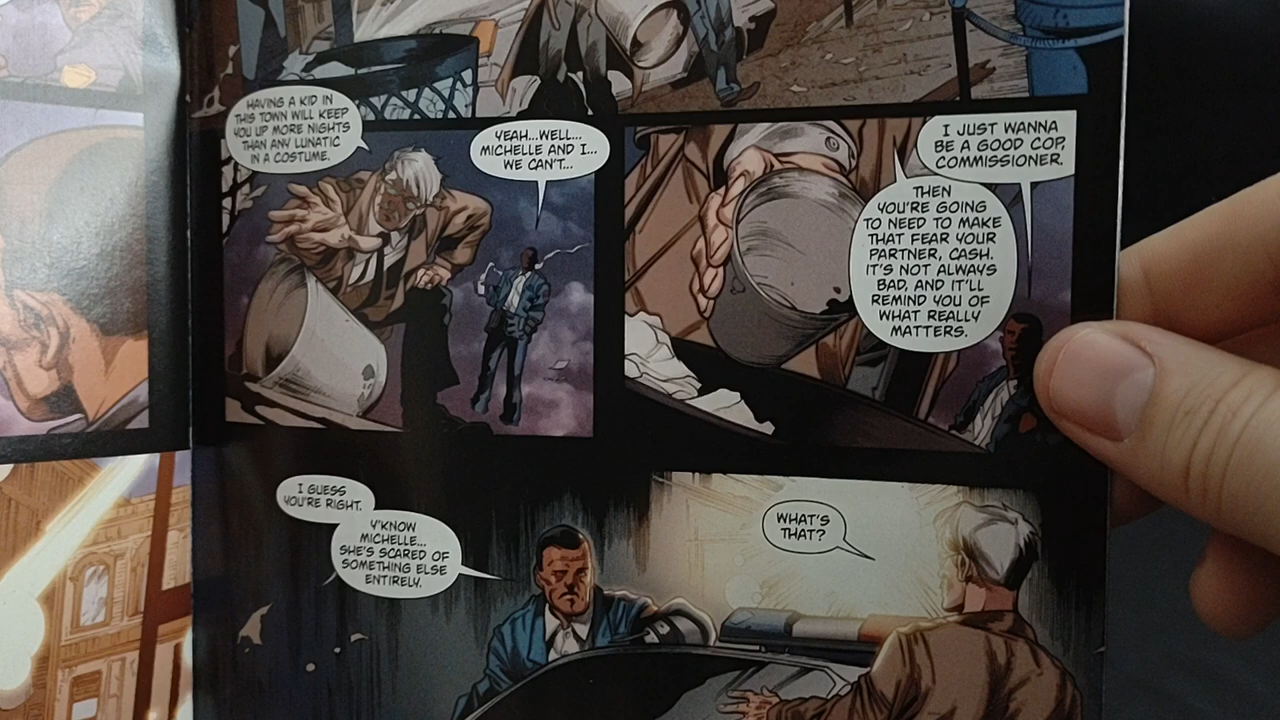 HAVING A KID IN
THIS TOWN WILL KEEP
YOU UP MORE NIGHTS
THAN ANY LUNATIC
IN A COSTUME.
YEAH...WELL...
MICHELLE AND I...
WE CAN'T...
I JUST WANNA
BE A GOOD COP,
COMMISSIONER.
THEN
YOU'RE GOING
TO NEED TO MAKE
THAT FEAR YOUR
PARTNER, CASH.
IT'S NOT ALWAYS
BAD, AND IT'LL
REMIND YOU OF
WHAT REALLY
MATTERS.
I GUESS
YOU'RE RIGHT.
Y'KNOW
MICHELLE...
SHE'S SCARED OF
SOMETHING ELSE
ENTIRELY.
WHAT'S
THAT?